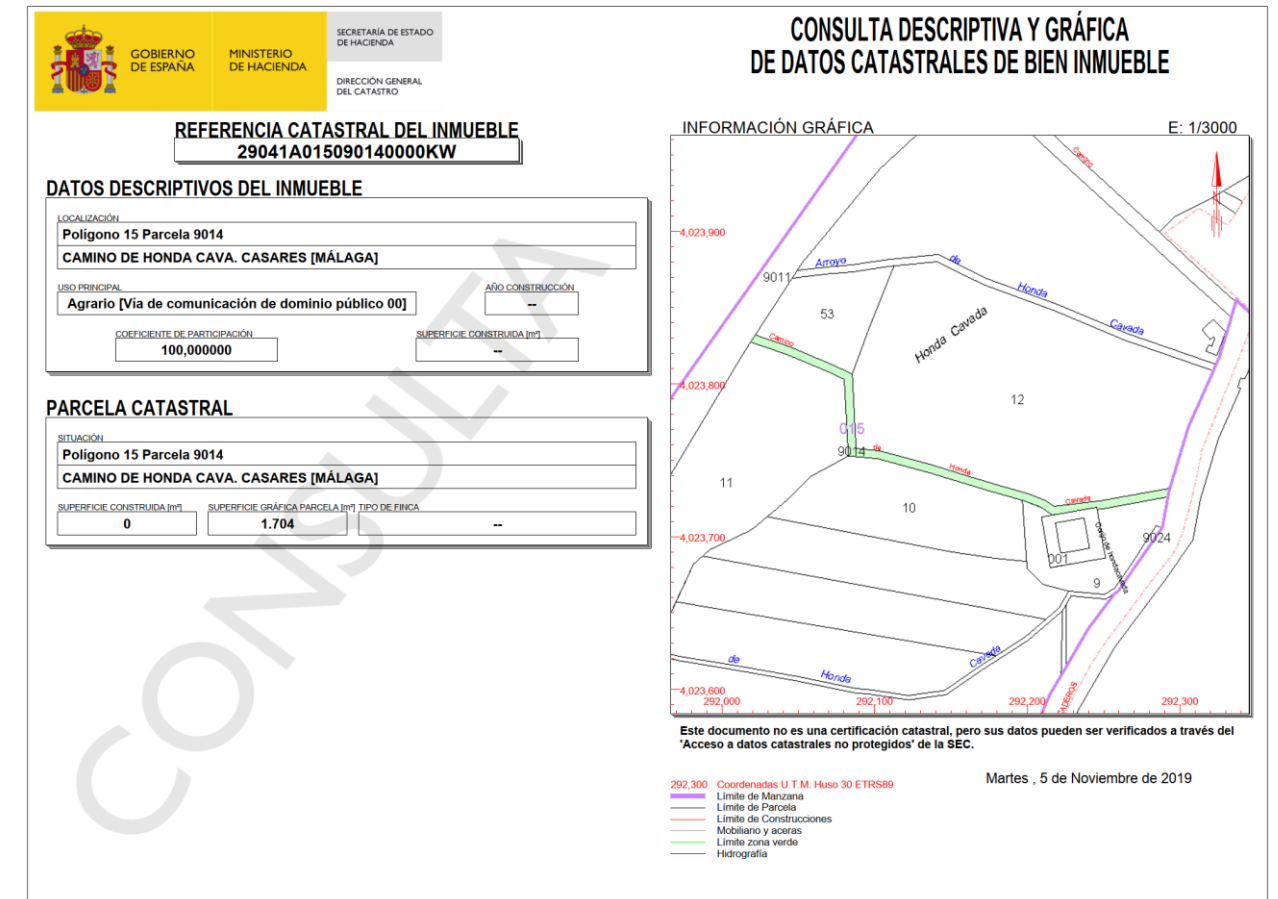 GOBIERNO
DE ESPAÑA
MINISTERIO
DE HACIENDA
SECRETARÍA DE ESTADO
DE HACIENDA
DIRECCIÓN GENERAL
DEL CATASTRO
CONSULTA DESCRIPTIVA Y GRÁFICA
DE DATOS CATASTRALES DE BIEN INMUEBLE
REFERENCIA CATASTRAL DEL INMUEBLE
29041A015090140000KW
DATOS DESCRIPTIVOS DEL INMUEBLE
LOCALIZACIÓN
Polígono 15 Parcela 9014
CAMINO DE HONDA CAVA. CASARES [MÁLAGA]
USO PRINCIPAL
Agrario [Vía de comunicación de dominio público 00]
AÑO CONSTRUCCIÓN
--
COEFICIENTE DE PARTICIPACIÓN
100,000000
SUPERFICIE CONSTRUIDA [m²]
--
PARCELA CATASTRAL
SITUACIÓN
Polígono 15 Parcela 9014
CAMINO DE HONDA CAVA. CASARES [MÁLAGA]
SUPERFICIE CONSTRUIDA [m²]
0
SUPERFICIE GRÁFICA PARCELA [m²]
1.704
TIPO DE FINCA
--
CONSULTA
INFORMACIÓN GRÁFICA
E: 1/3000
Camino
4,023,900
Arroyo de Honda Cavada
9011
53
Honda Cavada
Camino
4,023,800
12
015
9014
de Honda Cavada
11
10
4,023,700
001
9
9024
de Honda Cavada
4,023,600
292,000
292,100
292,200
292,300
Este documento no es una certificación catastral, pero sus datos pueden ser verificados a través del
'Acceso a datos catastrales no protegidos' de la SEC.
Martes , 5 de Noviembre de 2019
292,300 Coordenadas U.T.M. Huso 30 ETRS89
Límite de Manzana
Límite de Parcela
Límite de Construcciones
Mobiliario y aceras
Límite zona verde
Hidrografía